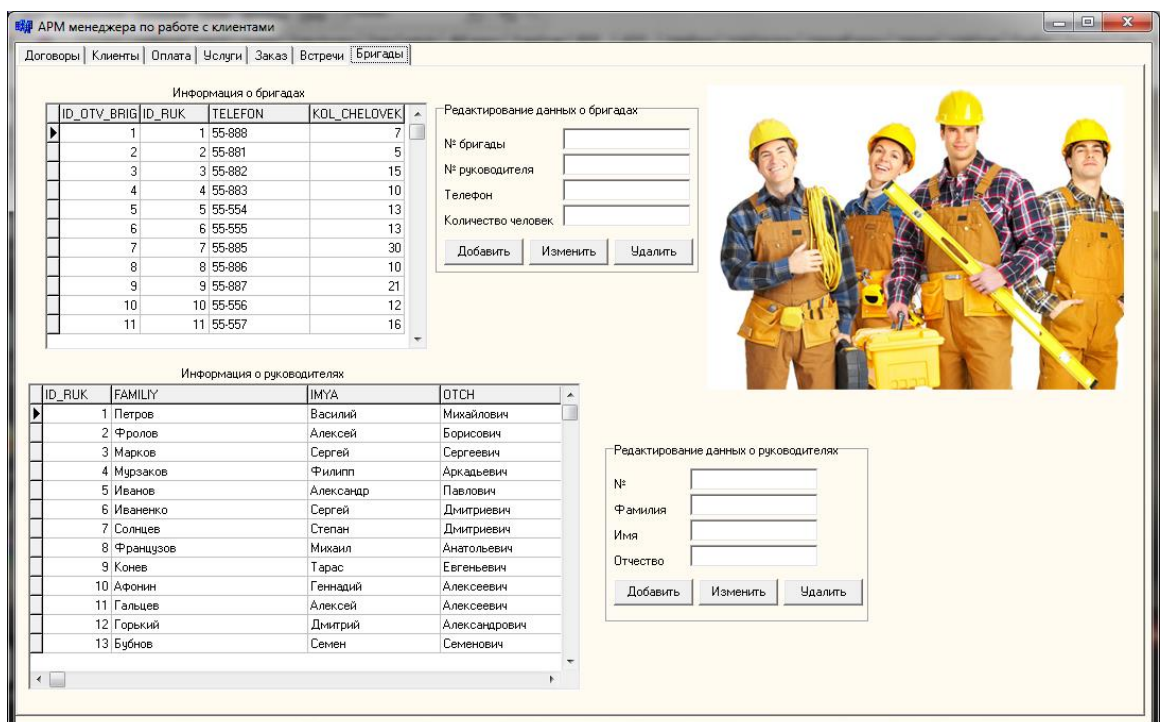 АРМ менеджера по работе с клиентами
Договоры Клиенты Оплата Услуги Заказ Встречи Бригады
Информация о бригадах
ID_OTV_BRIG ID_RUK TELEFON KOL_CHELOVEK
1 1 55-888 7
2 2 55-881 5
3 3 55-882 15
4 4 55-883 10
5 5 55-554 13
6 6 55-555 13
7 7 55-885 30
8 8 55-886 10
9 9 55-887 21
10 10 55-556 12
11 11 55-557 16
Редактирование данных о бригадах
№ бригады
№ руководителя
Телефон
Количество человек
Добавить Изменить Удалить
Информация о руководителях
ID_RUK FAMILIY IMYA OTCH
1 Петров Василий Михайлович
2 Фролов Алексей Борисович
3 Марков Сергей Сергеевич
4 Мурзаков Филипп Аркадьевич
5 Иванов Александр Павлович
6 Иваненко Сергей Дмитриевич
7 Солнцев Степан Дмитриевич
8 Французов Михаил Анатольевич
9 Конев Тарас Евгеньевич
10 Афонин Геннадий Алексеевич
11 Гальцев Алексей Алексеевич
12 Горький Дмитрий Александрович
13 Бубнов Семен Семенович
Редактирование данных о руководителях
№
Фамилия
Имя
Отчество
Добавить Изменить Удалить